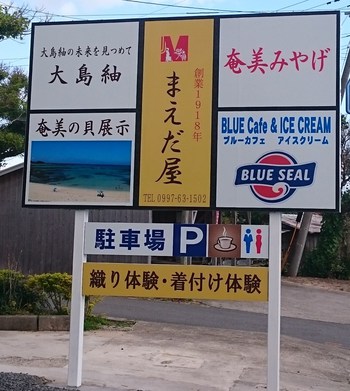 大島紬の未来を見つめて
大島紬
奄美の貝展示
M
創業1918年
まえだ屋
TEL 0997-63-1502
奄美みやげ
BLUE Cafe & ICE CREAM
ブルーカフェ アイスクリーム
BLUE SEAL
駐車場 P
織り体験・着付け体験